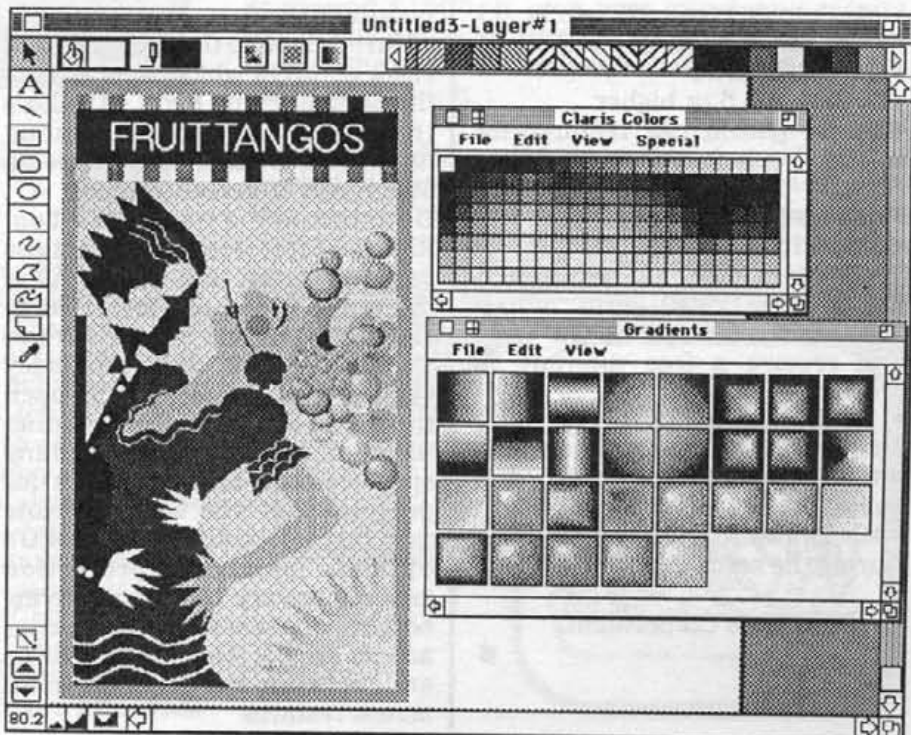 Untitled3-Layer#1
A
FRUIT TANGOS
Claris Colors
File Edit View Special
Gradients
File Edit View
80.2